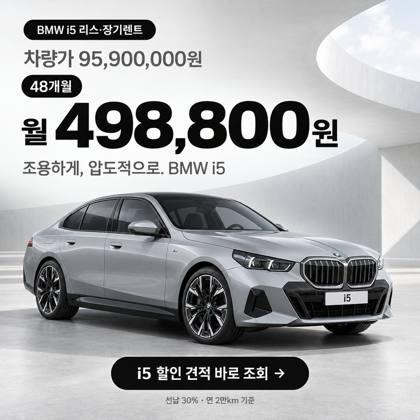 BMW i5 리스·장기렌트
차량가 95,900,000원
48개월
월 498,800원
조용하게, 압도적으로. BMW i5
i5
i5 할인 견적 바로 조회 →
선납 30% · 연 2만km 기준